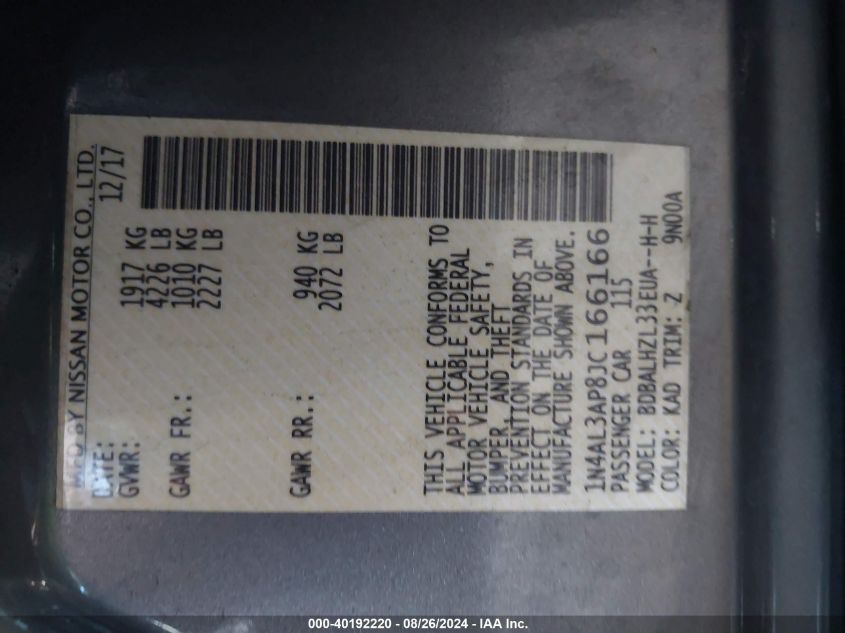 MFD BY NISSAN MOTOR CO., LTD.
DATE: 12/17
GVWR: 1917 KG
4226 LB
GAWR FR.: 1010 KG
2227 LB
GAWR RR.: 940 KG
2072 LB
THIS VEHICLE CONFORMS TO
ALL APPLICABLE FEDERAL
MOTOR VEHICLE SAFETY,
BUMPER, AND THEFT
PREVENTION STANDARDS IN
EFFECT ON THE DATE OF
MANUFACTURE SHOWN ABOVE.
1N4AL3AP8JC166166
PASSENGER CAR 115
MODEL: BDBALHZL33EUA--H-H
COLOR: KAD TRIM: Z 9N00A
000-40192220 - 08/26/2024 - IAA Inc.